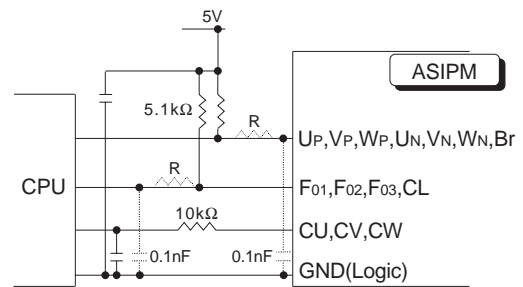 5V
ASIPM
5.1kΩ
R
UP,VP,WP,UN,VN,WN,Br
R
CPU
F01,F02,F03,CL
10kΩ
CU,CV,CW
0.1nF
0.1nF
GND(Logic)